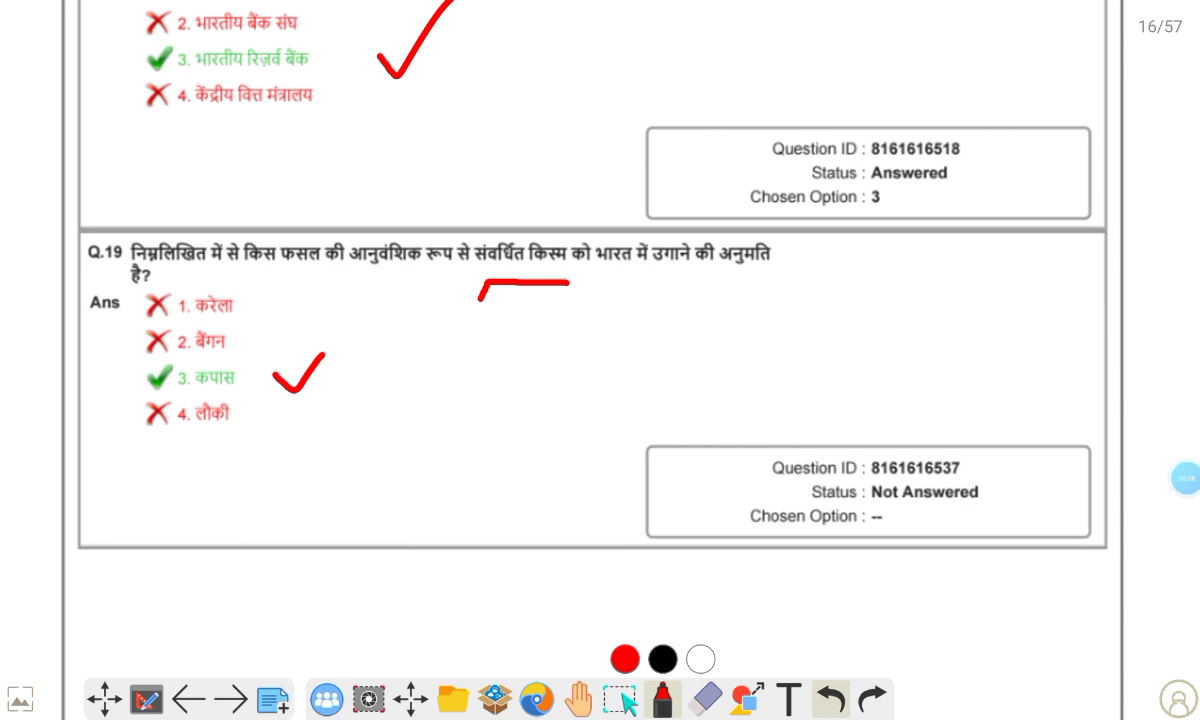 16/57
2. भारतीय बैंक संघ
3. भारतीय रिज़र्व बैंक
4. केंद्रीय वित्त मंत्रालय
Question ID : 8161616518
Status : Answered
Chosen Option : 3
Q.19 निम्नलिखित में से किस फसल की आनुवंशिक रूप से संवर्धित किस्म को भारत में उगाने की अनुमति
है?
Ans 1. करेला
2. बैंगन
3. कपास
4. लौकी
Question ID : 8161616537
Status : Not Answered
Chosen Option : --